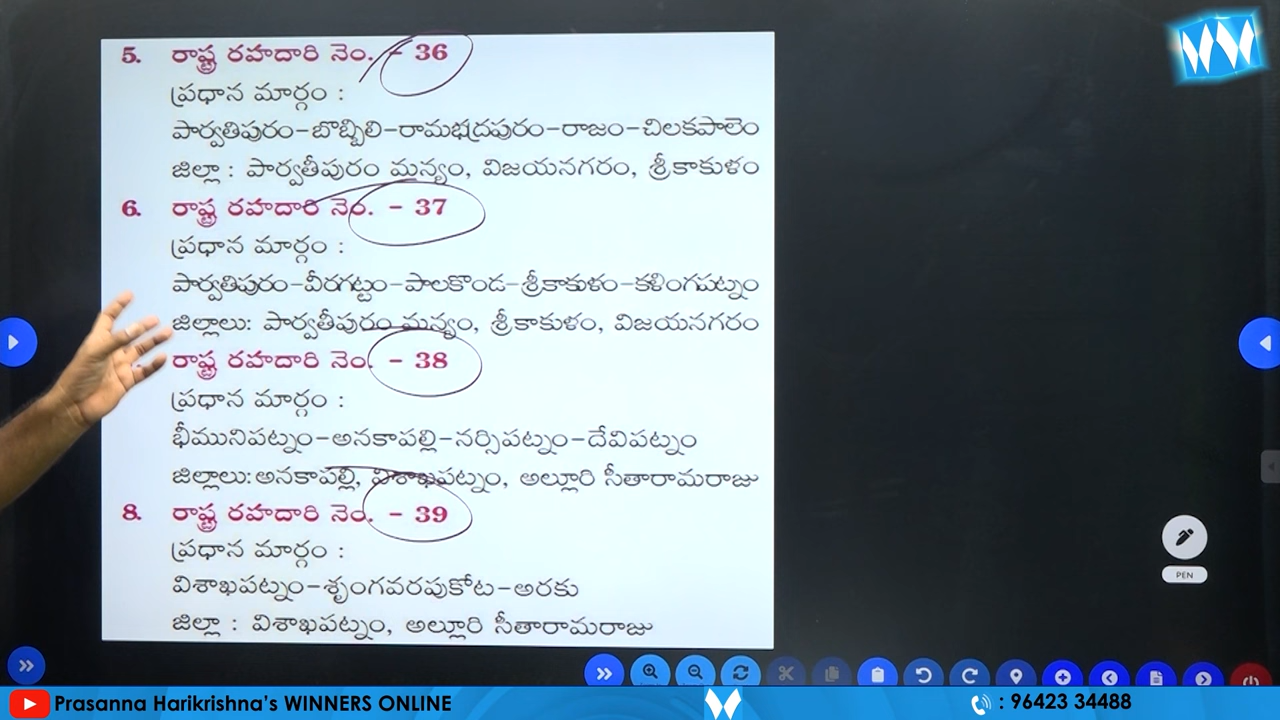 5. రాష్ట్ర రహదారి నెం. - 36
ప్రధాన మార్గం :
పార్వతిపురం-బొబ్బిలి-రామభద్రపురం-రాజం-చిలకపాలెం
జిల్లా : పార్వతీపురం మన్యం, విజయనగరం, శ్రీకాకుళం
6. రాష్ట్ర రహదారి నెం. - 37
ప్రధాన మార్గం :
పార్వతిపురం-వీరగట్టం-పాలకొండ-శ్రీకాకుళం-కళింగపట్నం
జిల్లాలు: పార్వతీపురం మన్యం, శ్రీకాకుళం, విజయనగరం
రాష్ట్ర రహదారి నెం. - 38
ప్రధాన మార్గం :
భీమునిపట్నం-అనకాపల్లి-నర్సిపట్నం-దేవిపట్నం
జిల్లాలు: అనకాపల్లి, విశాఖపట్నం, అల్లూరి సీతారామరాజు
8. రాష్ట్ర రహదారి నెం. - 39
ప్రధాన మార్గం :
విశాఖపట్నం-శృంగవరపుకోట-అరకు
జిల్లా : విశాఖపట్నం, అల్లూరి సీతారామరాజు
PEN
Prasanna Harikrishna's WINNERS ONLINE
: 96423 34488